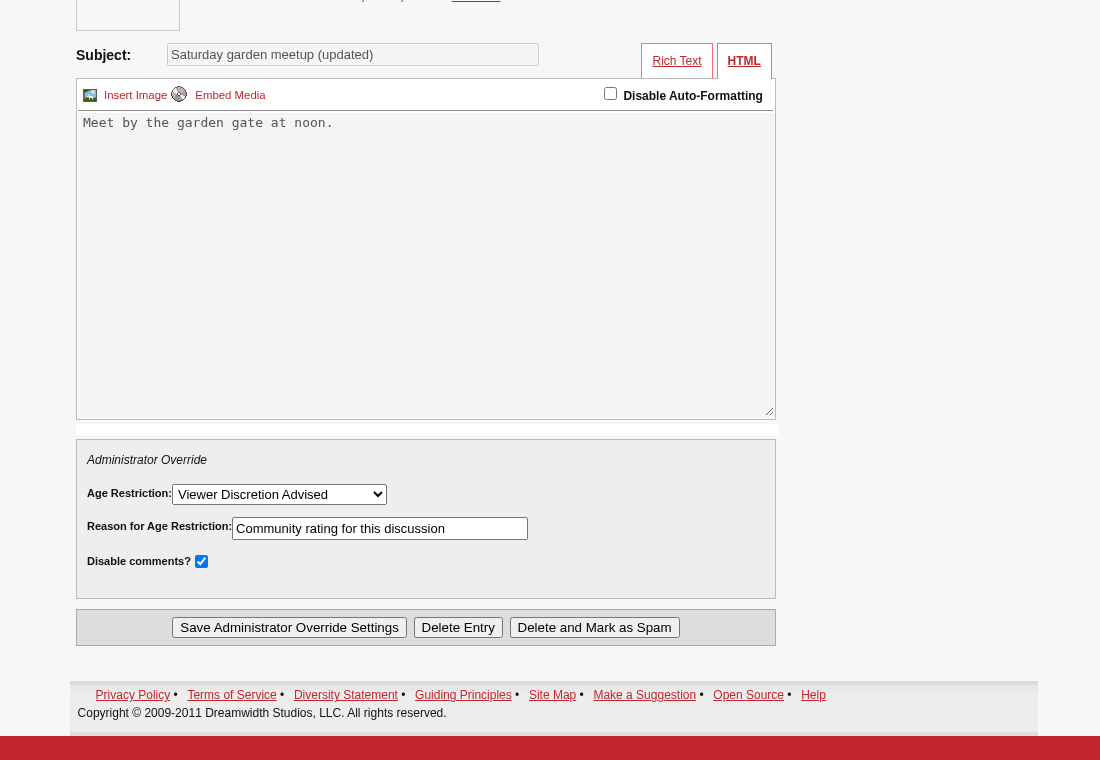 Subject: Saturday garden meetup (updated) Rich Text HTML
Insert Image Embed Media Disable Auto-Formatting
Meet by the garden gate at noon.
Administrator Override
Age Restriction: Viewer Discretion Advised
Reason for Age Restriction: Community rating for this discussion
Disable comments?
Save Administrator Override Settings Delete Entry Delete and Mark as Spam
Privacy Policy • Terms of Service • Diversity Statement • Guiding Principles • Site Map • Make a Suggestion • Open Source • Help
Copyright © 2009-2011 Dreamwidth Studios, LLC. All rights reserved.